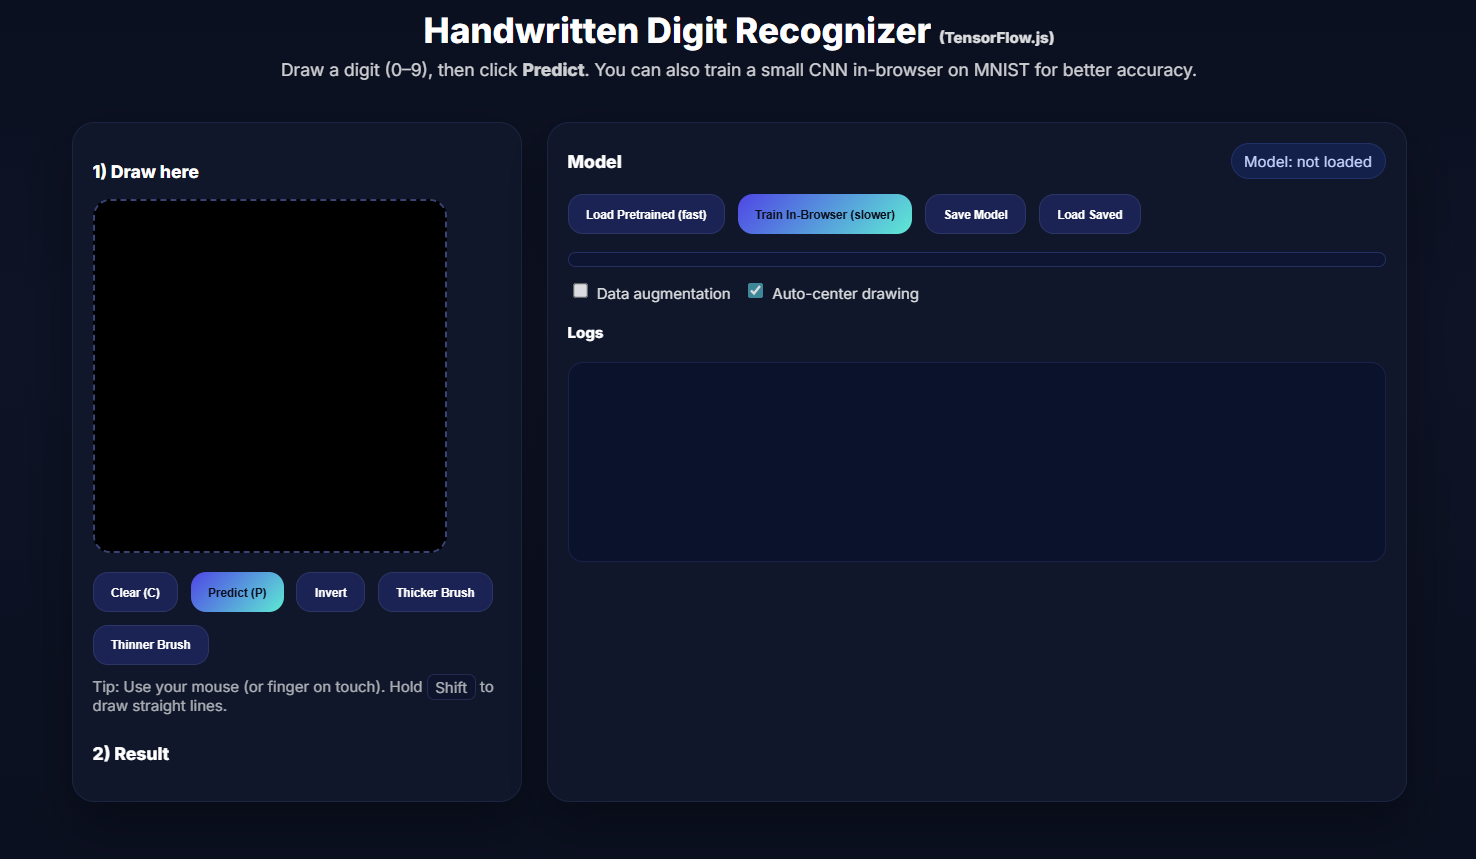 Handwritten Digit Recognizer (TensorFlow.js)
Draw a digit (0–9), then click Predict. You can also train a small CNN in-browser on MNIST for better accuracy.
1) Draw here
Clear (C) Predict (P) Invert Thicker Brush
Thinner Brush
Tip: Use your mouse (or finger on touch). Hold Shift to
draw straight lines.
2) Result
Model
Model: not loaded
Load Pretrained (fast) Train In-Browser (slower) Save Model Load Saved
Data augmentation Auto-center drawing
Logs